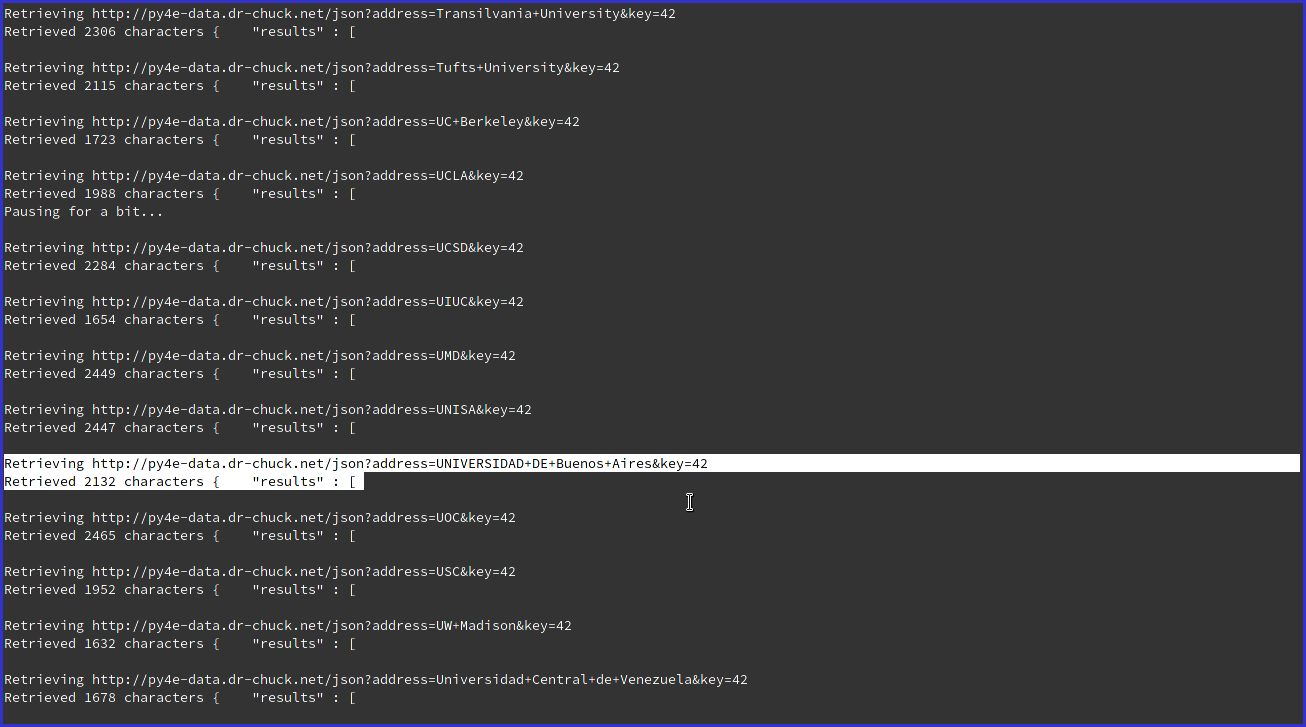 Retrieving http://py4e-data.dr-chuck.net/json?address=Transilvania+University&key=42
Retrieved 2306 characters {    "results" : [
Retrieving http://py4e-data.dr-chuck.net/json?address=Tufts+University&key=42
Retrieved 2115 characters {    "results" : [
Retrieving http://py4e-data.dr-chuck.net/json?address=UC+Berkeley&key=42
Retrieved 1723 characters {    "results" : [
Retrieving http://py4e-data.dr-chuck.net/json?address=UCLA&key=42
Retrieved 1988 characters {    "results" : [
Pausing for a bit...
Retrieving http://py4e-data.dr-chuck.net/json?address=UCSD&key=42
Retrieved 2284 characters {    "results" : [
Retrieving http://py4e-data.dr-chuck.net/json?address=UIUC&key=42
Retrieved 1654 characters {    "results" : [
Retrieving http://py4e-data.dr-chuck.net/json?address=UMD&key=42
Retrieved 2449 characters {    "results" : [
Retrieving http://py4e-data.dr-chuck.net/json?address=UNISA&key=42
Retrieved 2447 characters {    "results" : [
Retrieving http://py4e-data.dr-chuck.net/json?address=UNIVERSIDAD+DE+Buenos+Aires&key=42
Retrieved 2132 characters {    "results" : [
Retrieving http://py4e-data.dr-chuck.net/json?address=UOC&key=42
Retrieved 2465 characters {    "results" : [
Retrieving http://py4e-data.dr-chuck.net/json?address=USC&key=42
Retrieved 1952 characters {    "results" : [
Retrieving http://py4e-data.dr-chuck.net/json?address=UW+Madison&key=42
Retrieved 1632 characters {    "results" : [
Retrieving http://py4e-data.dr-chuck.net/json?address=Universidad+Central+de+Venezuela&key=42
Retrieved 1678 characters {    "results" : [